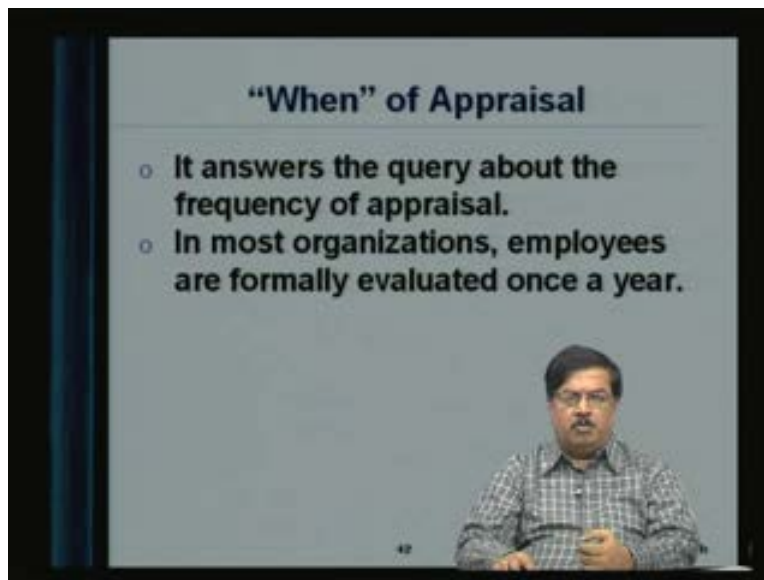 “When” of Appraisal
o It answers the query about the
frequency of appraisal.
o In most organizations, employees
are formally evaluated once a year.
42